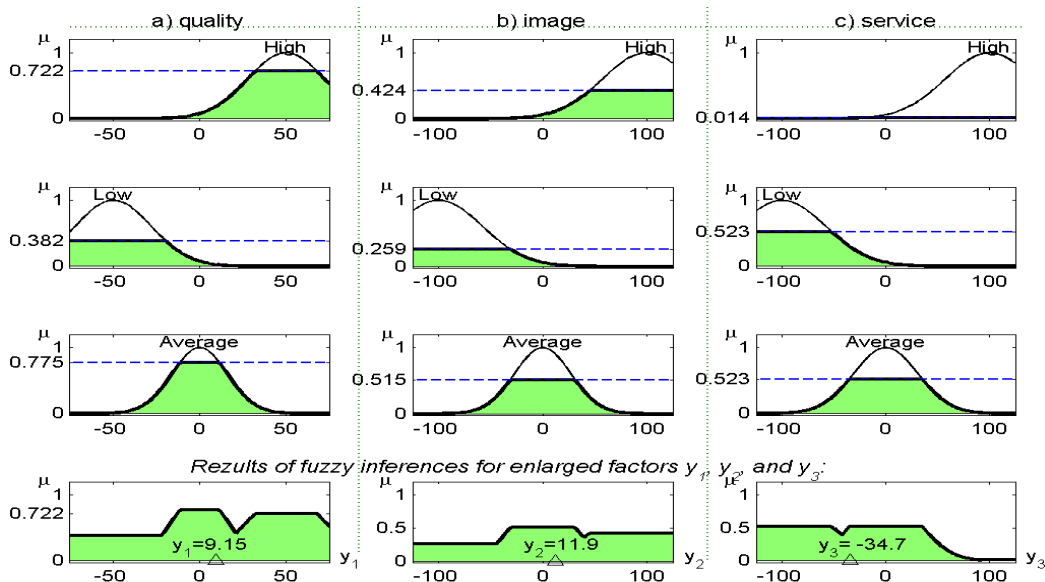 a) quality b) image c) service
μ High μ High μ High
1 1 1
0.722 0.424 0.014
0 0
-50 0 50 -100 0 100 -100 0 100
μ Low μ Low μ Low
1 1 1
0.382 0.259 0.523
0 0 0
-50 0 50 -100 0 100 -100 0 100
μ Average μ Average μ Average
1 1 1
0.775 0.515 0.523
0 0 0
-50 0 50 -100 0 100 -100 0 100
Rezults of fuzzy inferences for enlarged factors y1, y2, and y3:
μ μ μ
1 1 1
0.722 0.5 0.5
y1=9.15 y2=11.9 y3= -34.7
0 y1 0 y2 0 y3
-50 0 50 -100 0 100 -100 0 100